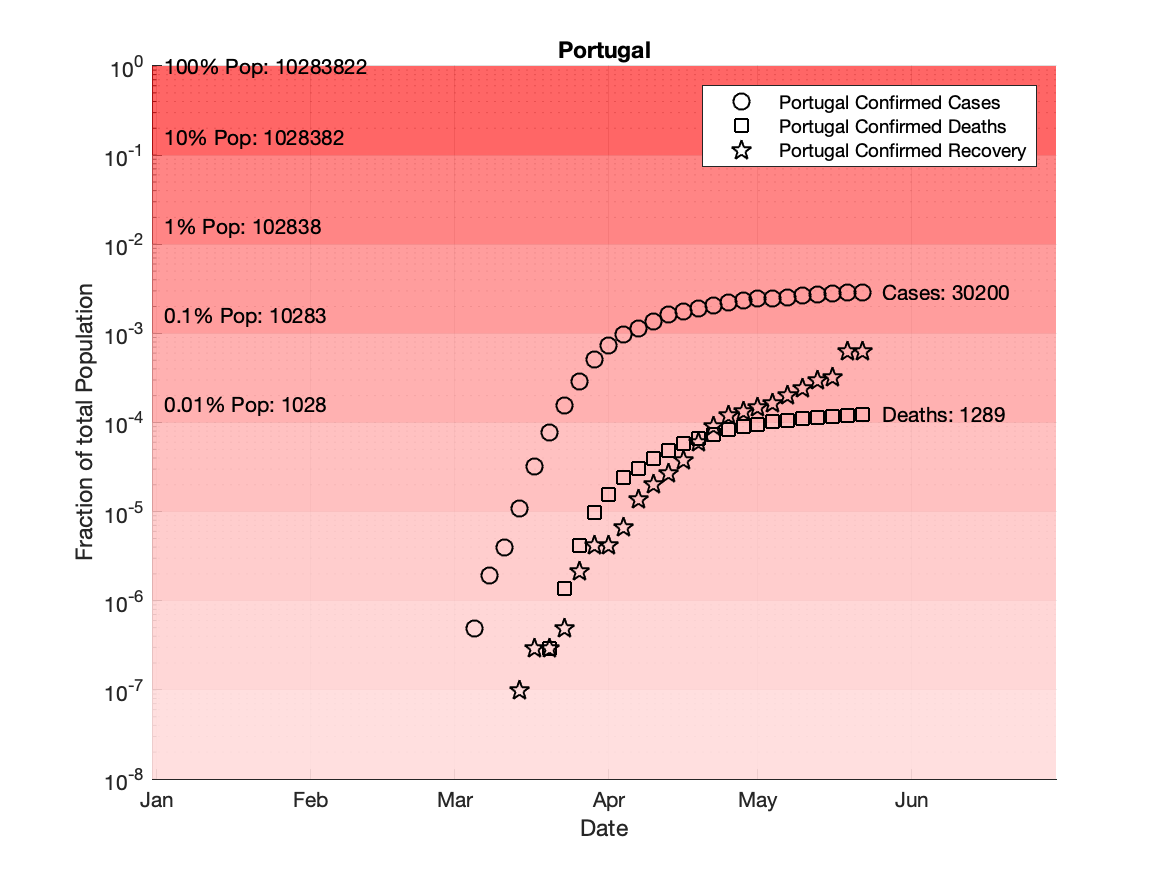 Portugal
10^0
100% Pop: 10283822
Portugal Confirmed Cases
Portugal Confirmed Deaths
Portugal Confirmed Recovery
10% Pop: 1028382
10^-1
1% Pop: 102838
10^-2
Cases: 30200
0.1% Pop: 10283
10^-3
0.01% Pop: 1028
Deaths: 1289
10^-4
10^-5
10^-6
10^-7
10^-8
Fraction of total Population
Jan Feb Mar Apr May Jun
Date